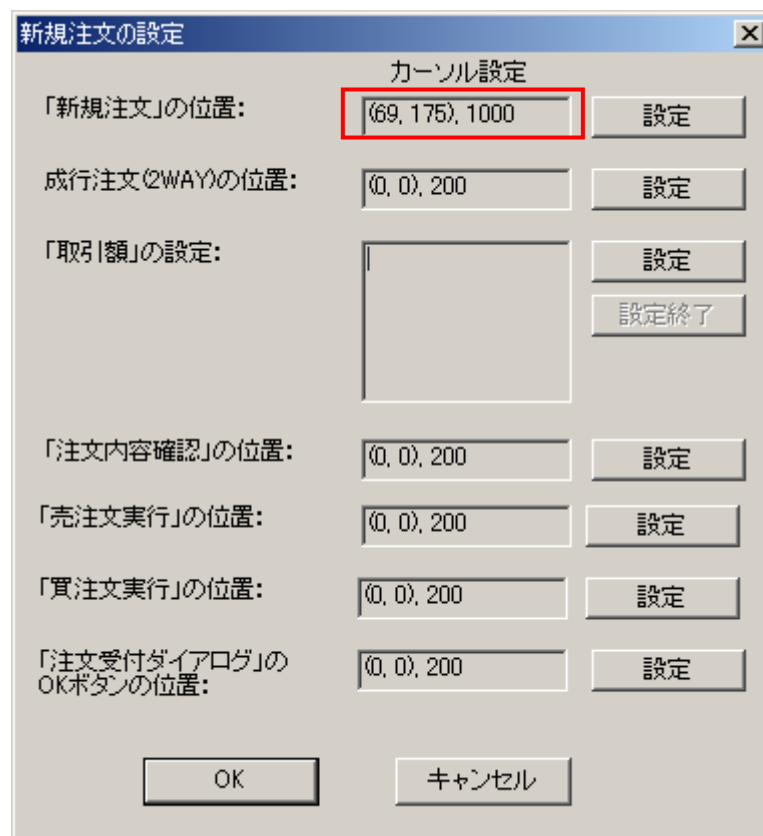 新規注文の設定
カーソル設定
「新規注文」の位置: (69, 175), 1000 設定
成行注文(2WAY)の位置: (0, 0), 200 設定
「取引額」の設定: 設定
設定終了
「注文内容確認」の位置: (0, 0), 200 設定
「売注文実行」の位置: (0, 0), 200 設定
「買注文実行」の位置: (0, 0), 200 設定
「注文受付ダイアログ」の (0, 0), 200 設定
OKボタンの位置:
OK キャンセル